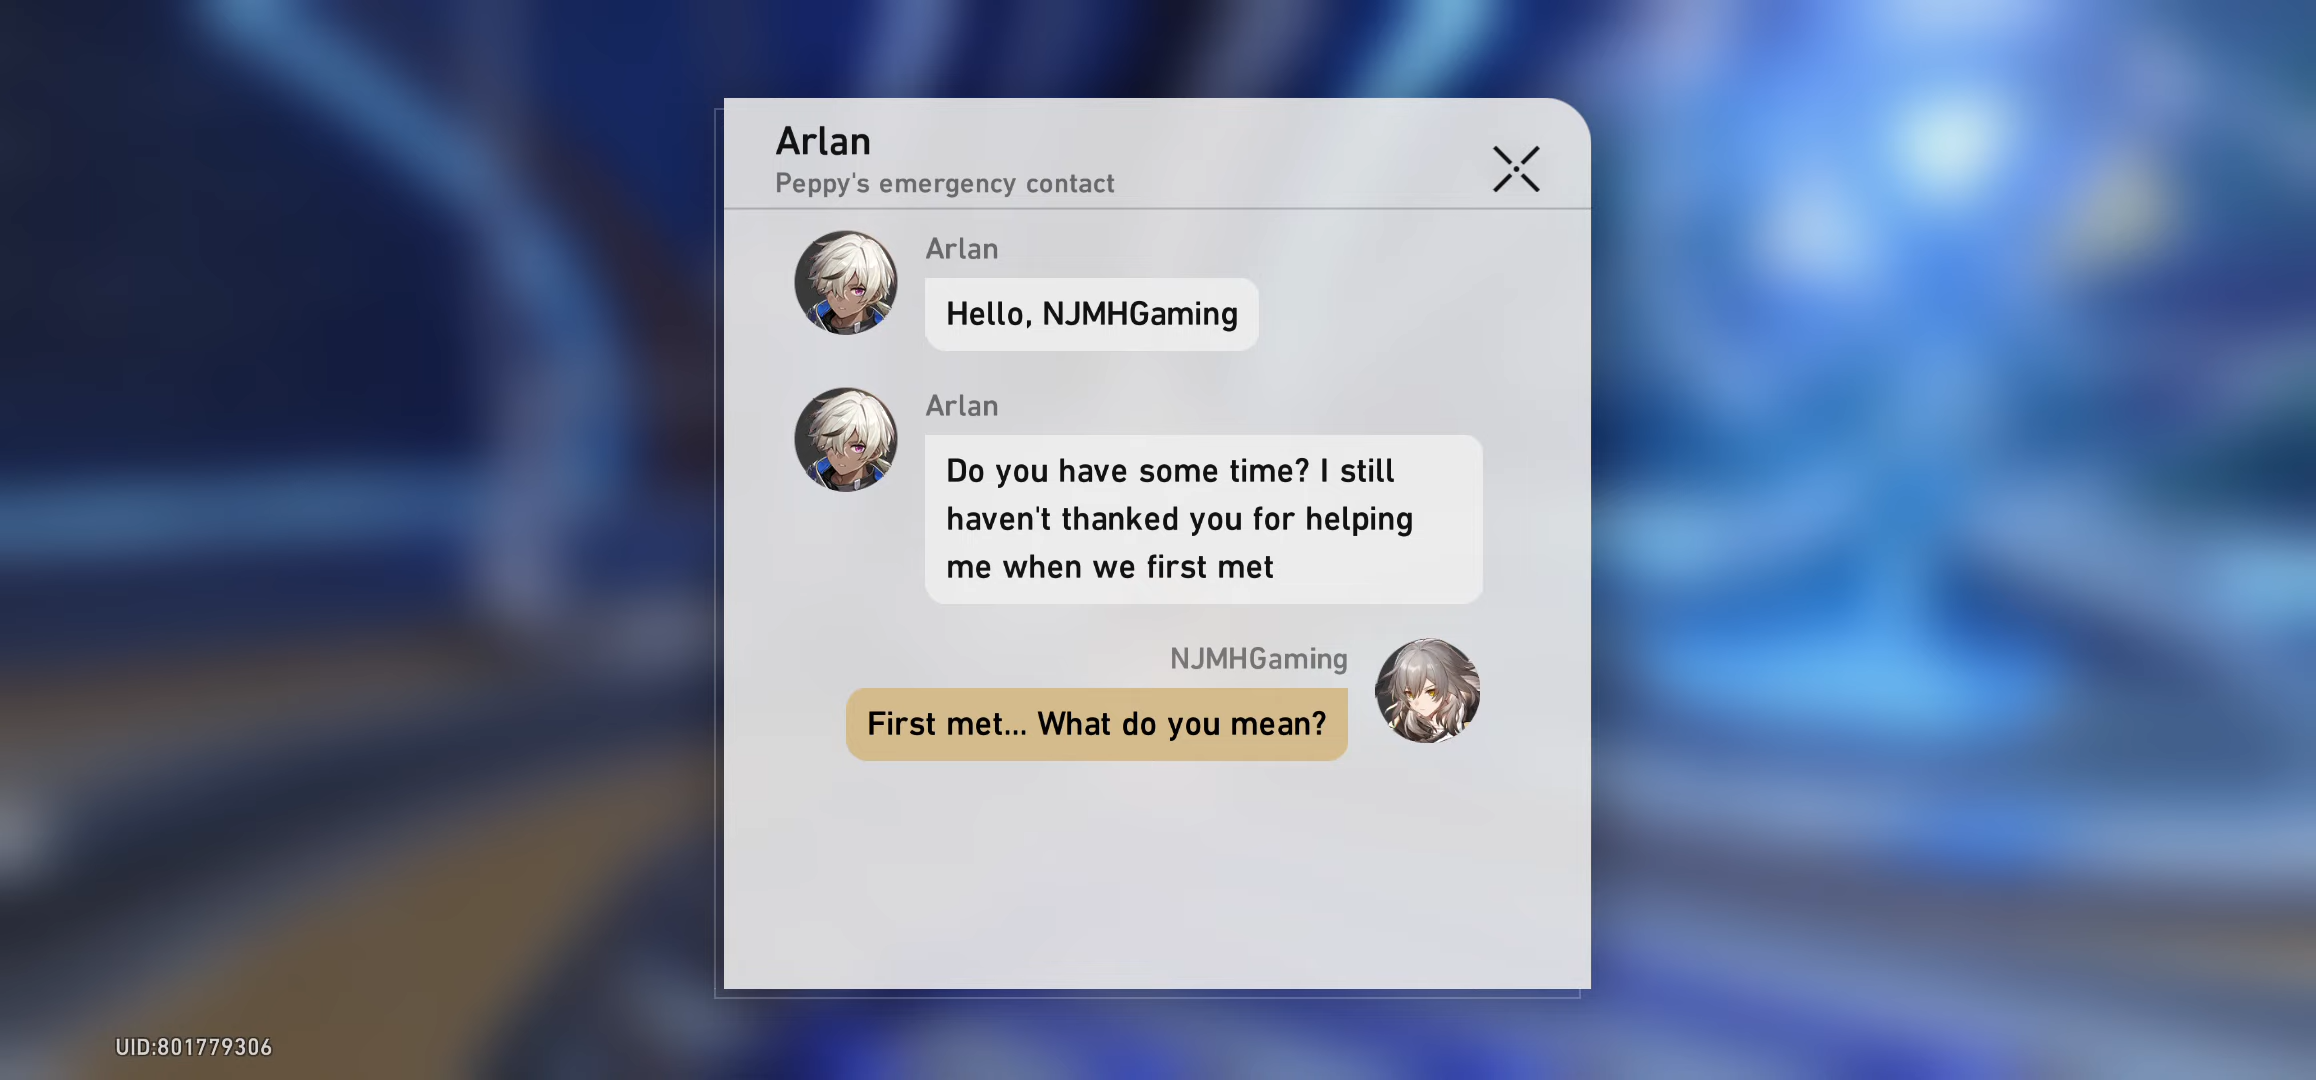 Arlan
Peppy's emergency contact
Arlan
Hello, NJMHGaming
Arlan
Do you have some time? I still
haven't thanked you for helping
me when we first met
NJMHGaming
First met... What do you mean?
UID:801779306